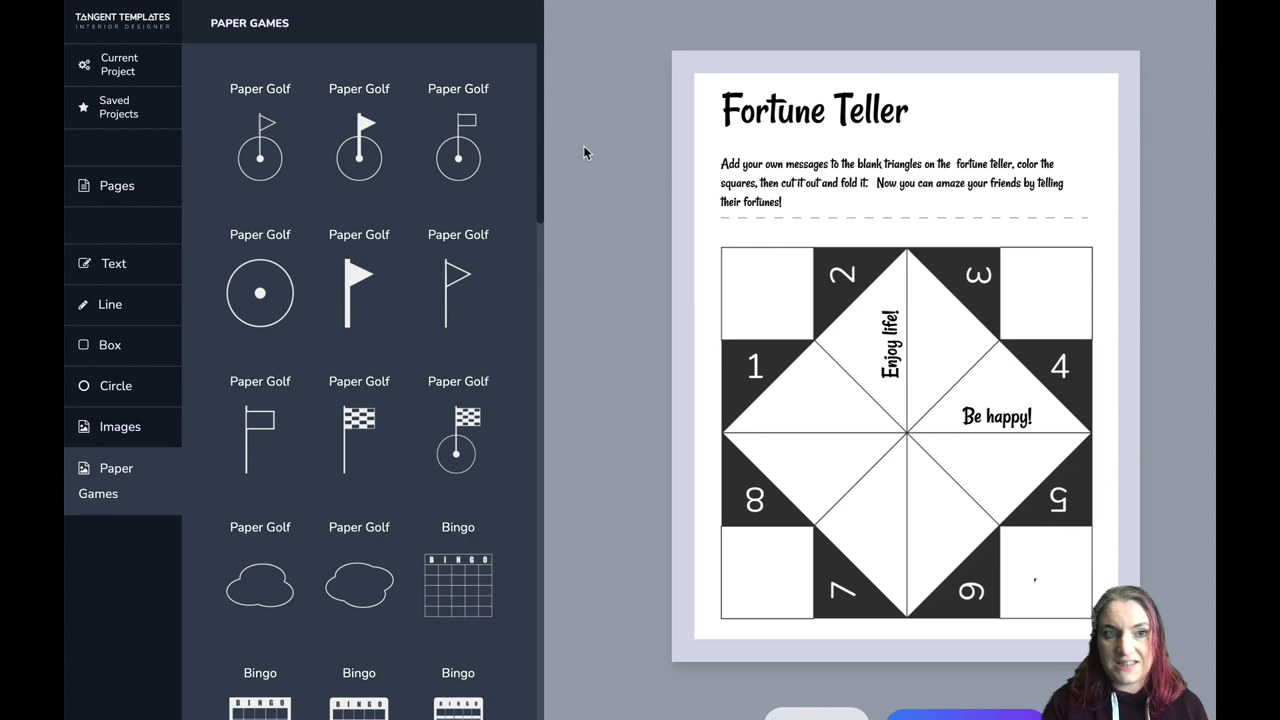 TANGENT TEMPLATES
INTERIOR DESIGNER
Current
Project
Saved
Projects
Pages
Text
Line
Box
Circle
Images
Paper
Games
PAPER GAMES
Paper Golf
Paper Golf
Paper Golf
Paper Golf
Paper Golf
Paper Golf
Paper Golf
Paper Golf
Paper Golf
Paper Golf
Paper Golf
Bingo
BINGO
Bingo
Bingo
Bingo
BINGO
BINGO
BINGO
Fortune Teller
Add your own messages to the blank triangles on the fortune teller, color the
squares, then cut it out and fold it. Now you can amaze your friends by telling
their fortunes!
2
3
1
4
Enjoy life!
Be happy!
8
5
7
6